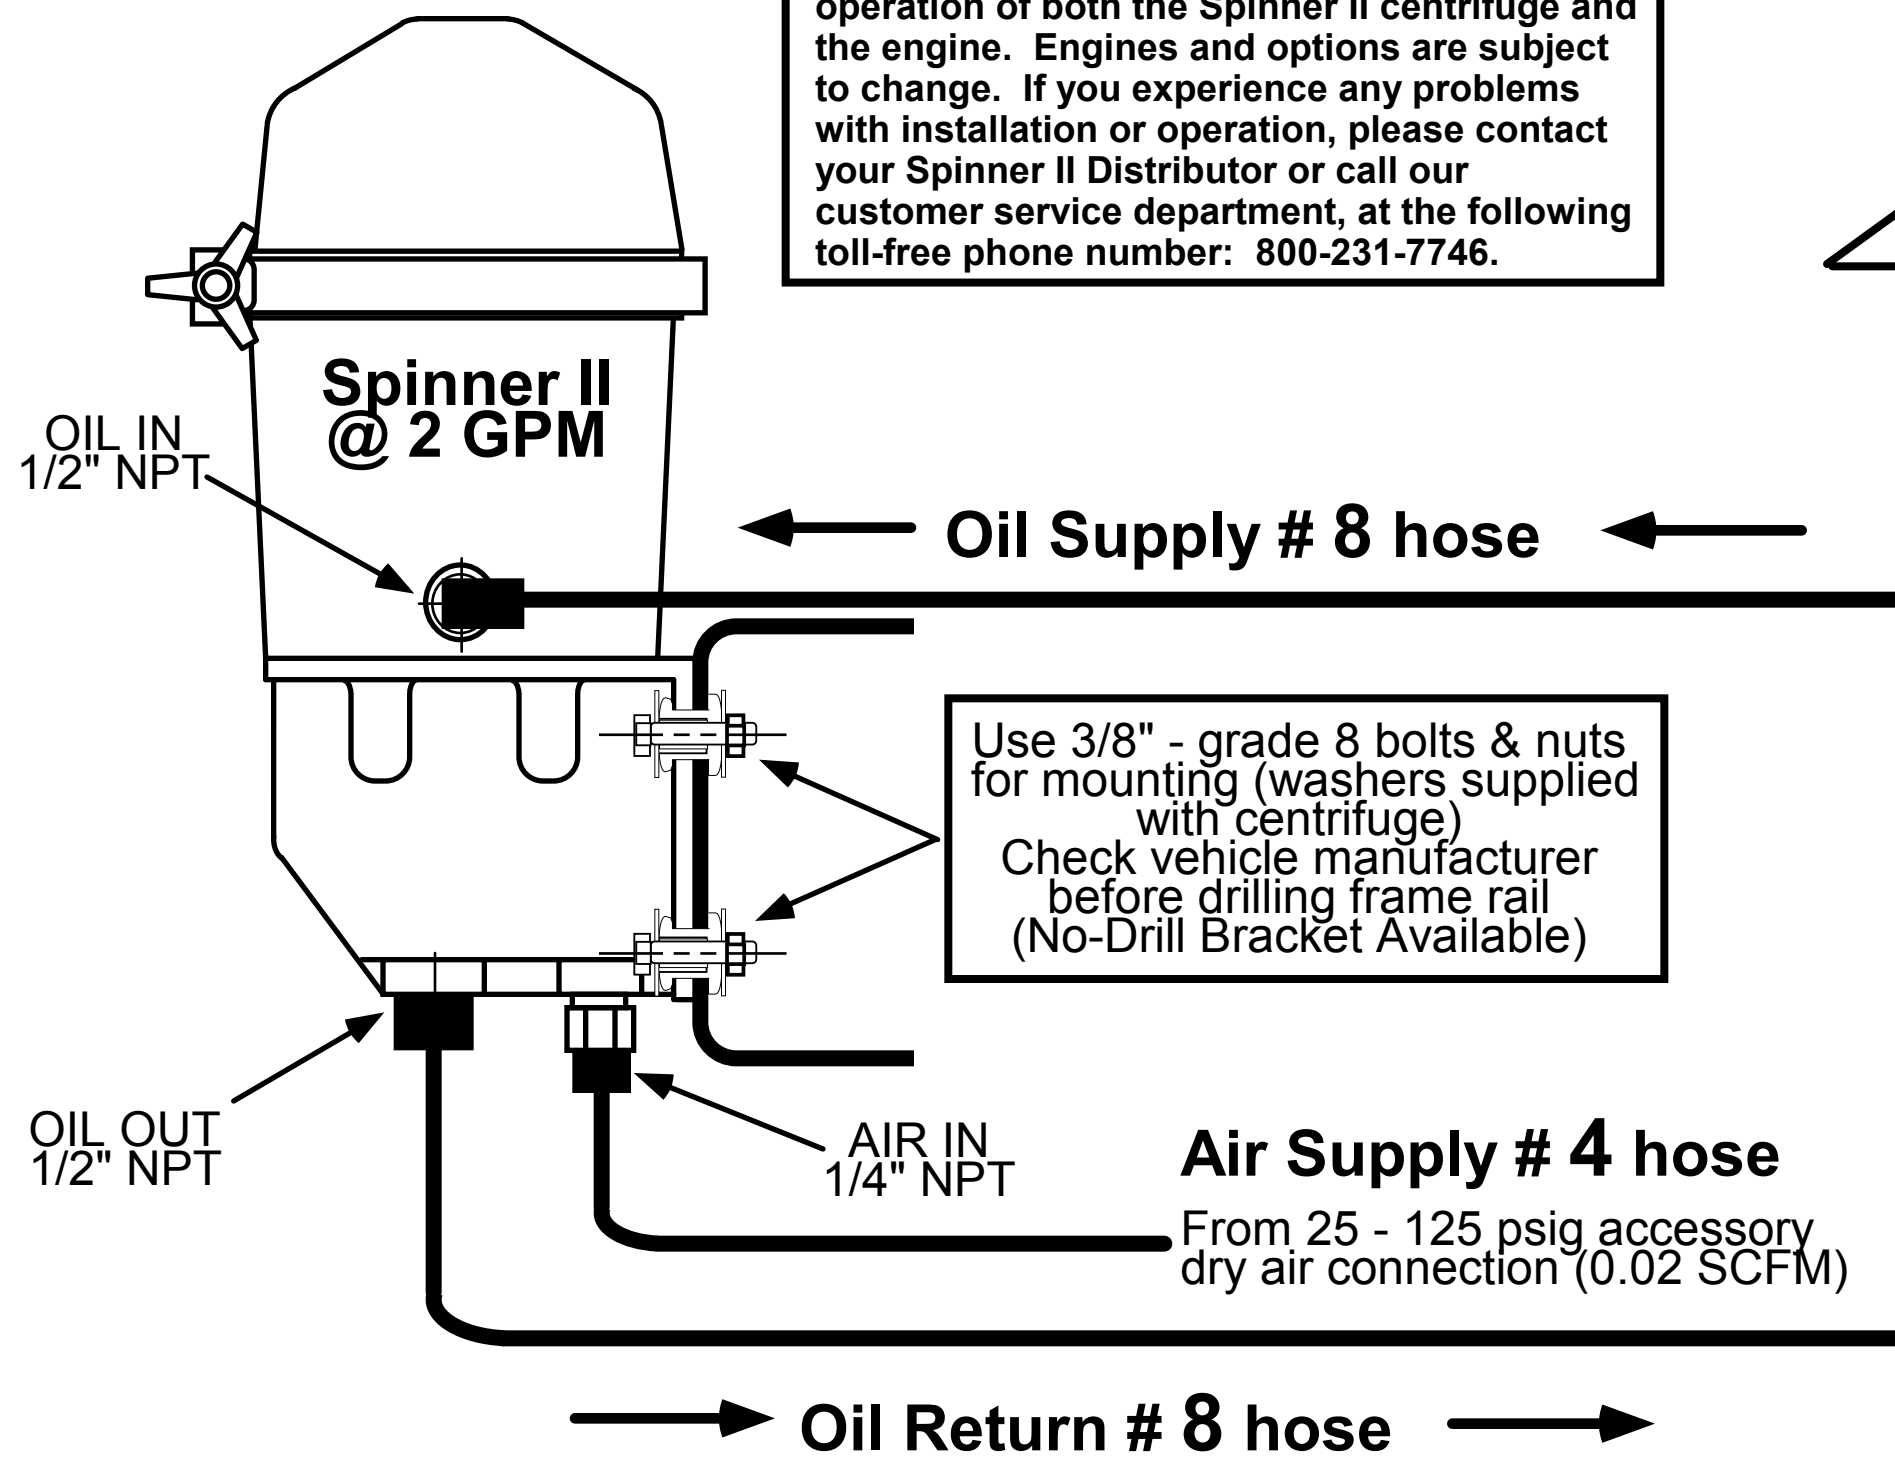 operation of both the Spinner II centrifuge and
the engine.  Engines and options are subject
to change.  If you experience any problems
with installation or operation, please contact
your Spinner II Distributor or call our
customer service department, at the following
toll-free phone number:  800-231-7746.
Spinner II
@ 2 GPM
OIL IN
1/2" NPT
Oil Supply # 8 hose
Use 3/8" - grade 8 bolts & nuts
for mounting (washers supplied
with centrifuge)
Check vehicle manufacturer
before drilling frame rail
(No-Drill Bracket Available)
OIL OUT
1/2" NPT
AIR IN
1/4" NPT
Air Supply # 4 hose
From 25 - 125 psig accessory
dry air connection (0.02 SCFM)
Oil Return # 8 hose